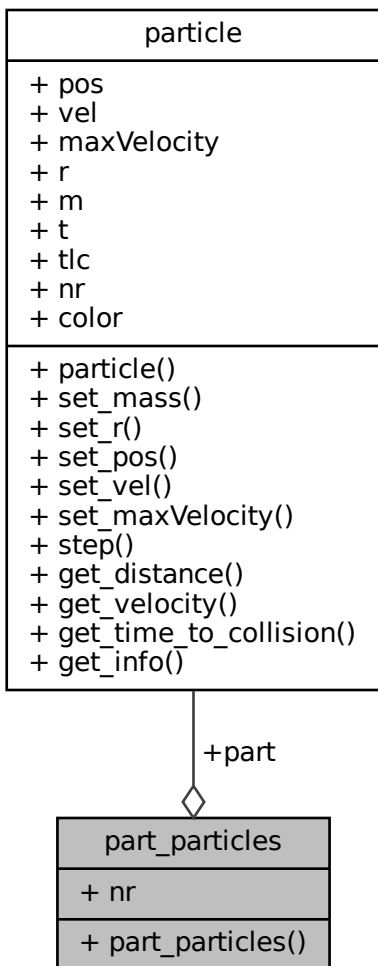 particle
+ pos
+ vel
+ maxVelocity
+ r
+ m
+ t
+ tlc
+ nr
+ color
+ particle()
+ set_mass()
+ set_r()
+ set_pos()
+ set_vel()
+ set_maxVelocity()
+ step()
+ get_distance()
+ get_velocity()
+ get_time_to_collision()
+ get_info()
+part
part_particles
+ nr
+ part_particles()